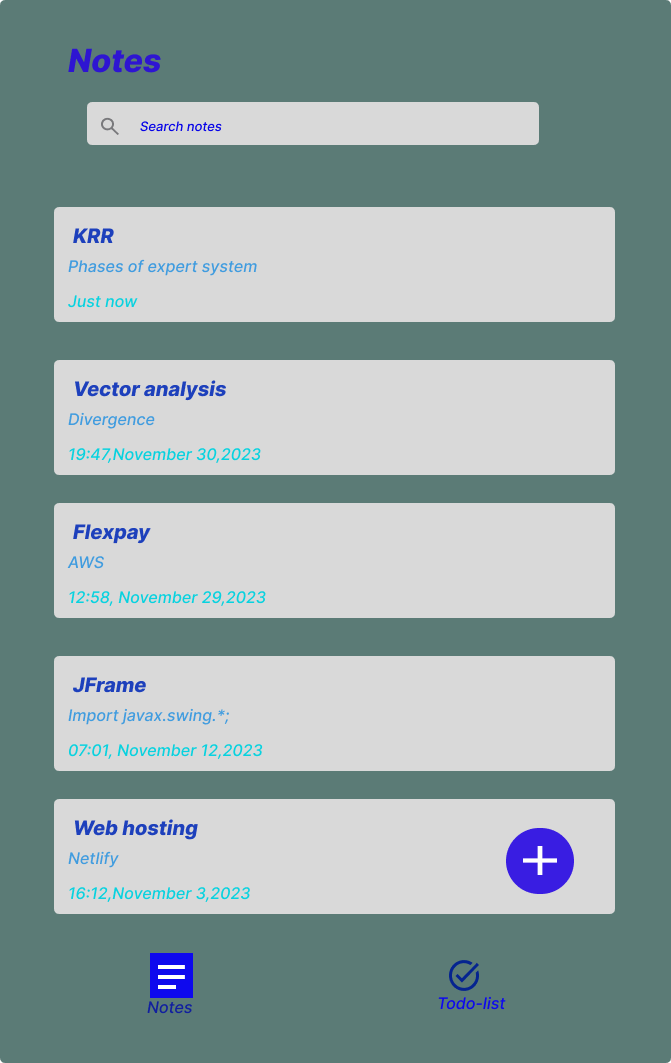 Notes
Search notes
KRR
Phases of expert system
Just now
Vector analysis
Divergence
19:47,November 30,2023
Flexpay
AWS
12:58, November 29,2023
JFrame
Import javax.swing.*;
07:01, November 12,2023
Web hosting
Netlify
16:12,November 3,2023
Notes
Todo-list